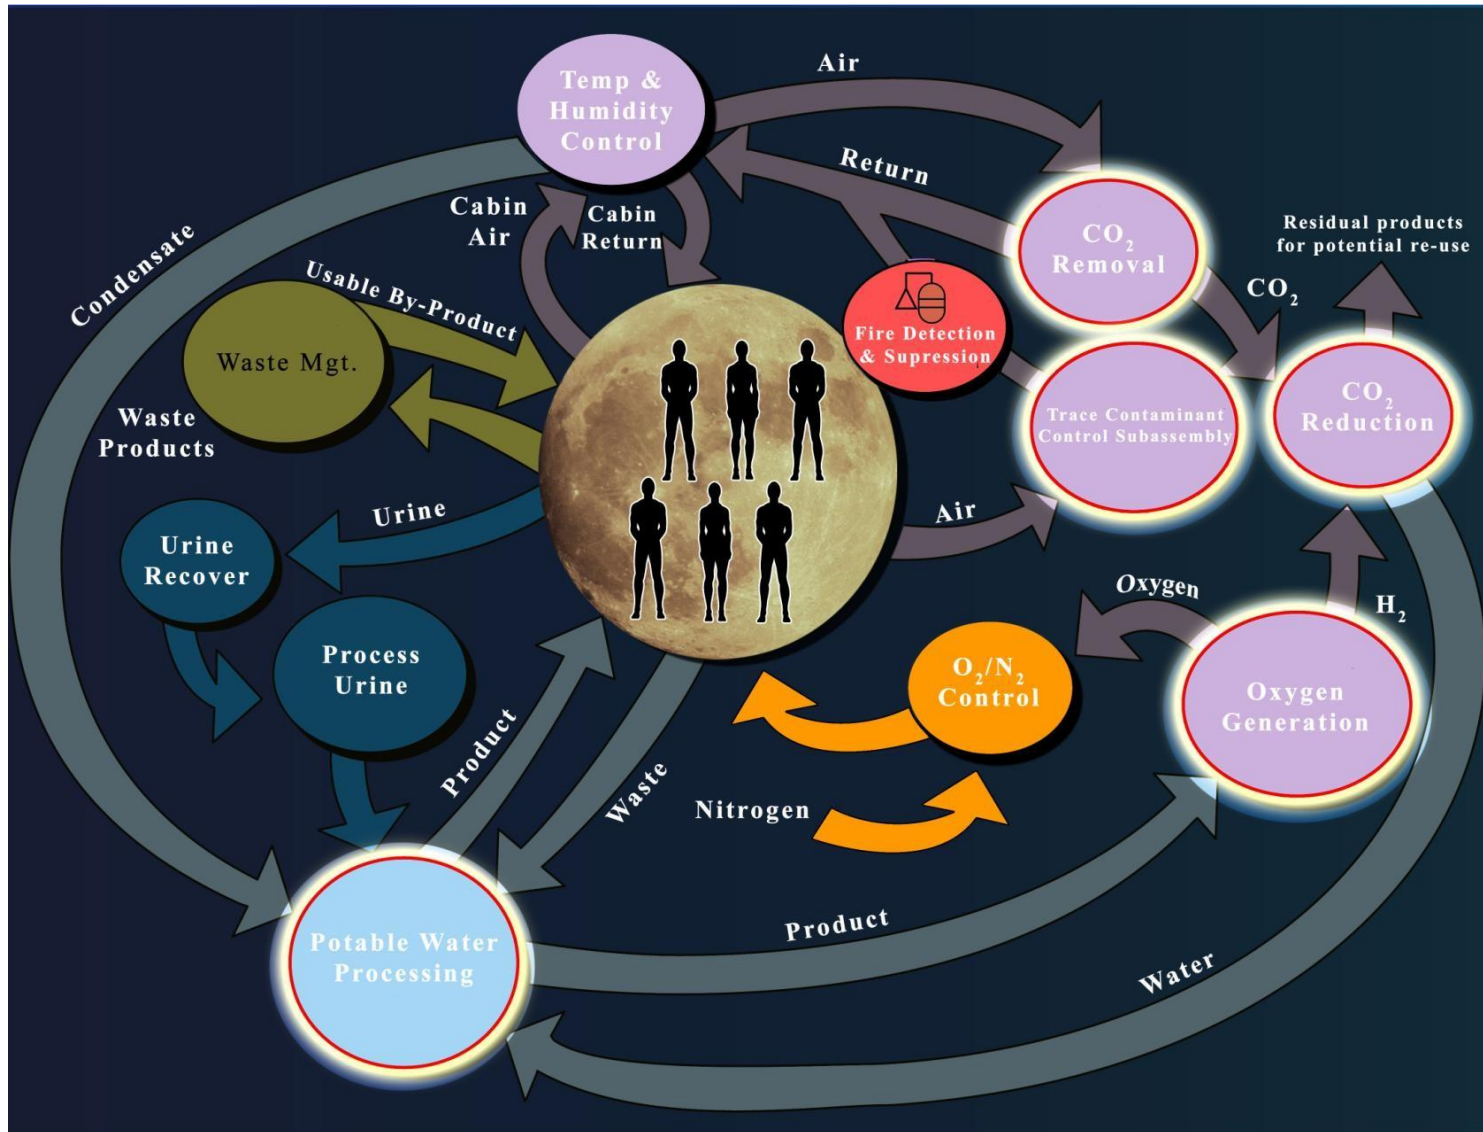 Temp &
Humidity
Control
Air
Return
Cabin
Air
Cabin
Return
Condensate
Usable By-Product
Waste Mgt.
Waste
Products
Fire Detection
& Supression
CO₂
Removal
CO₂
Residual products
for potential re-use
Trace Contaminant
Control Subassembly
CO₂
Reduction
Urine
Urine
Recover
Process
Urine
Air
Oxygen
H₂
O₂/N₂
Control
Oxygen
Generation
Product
Waste
Nitrogen
Product
Water
Potable Water
Processing